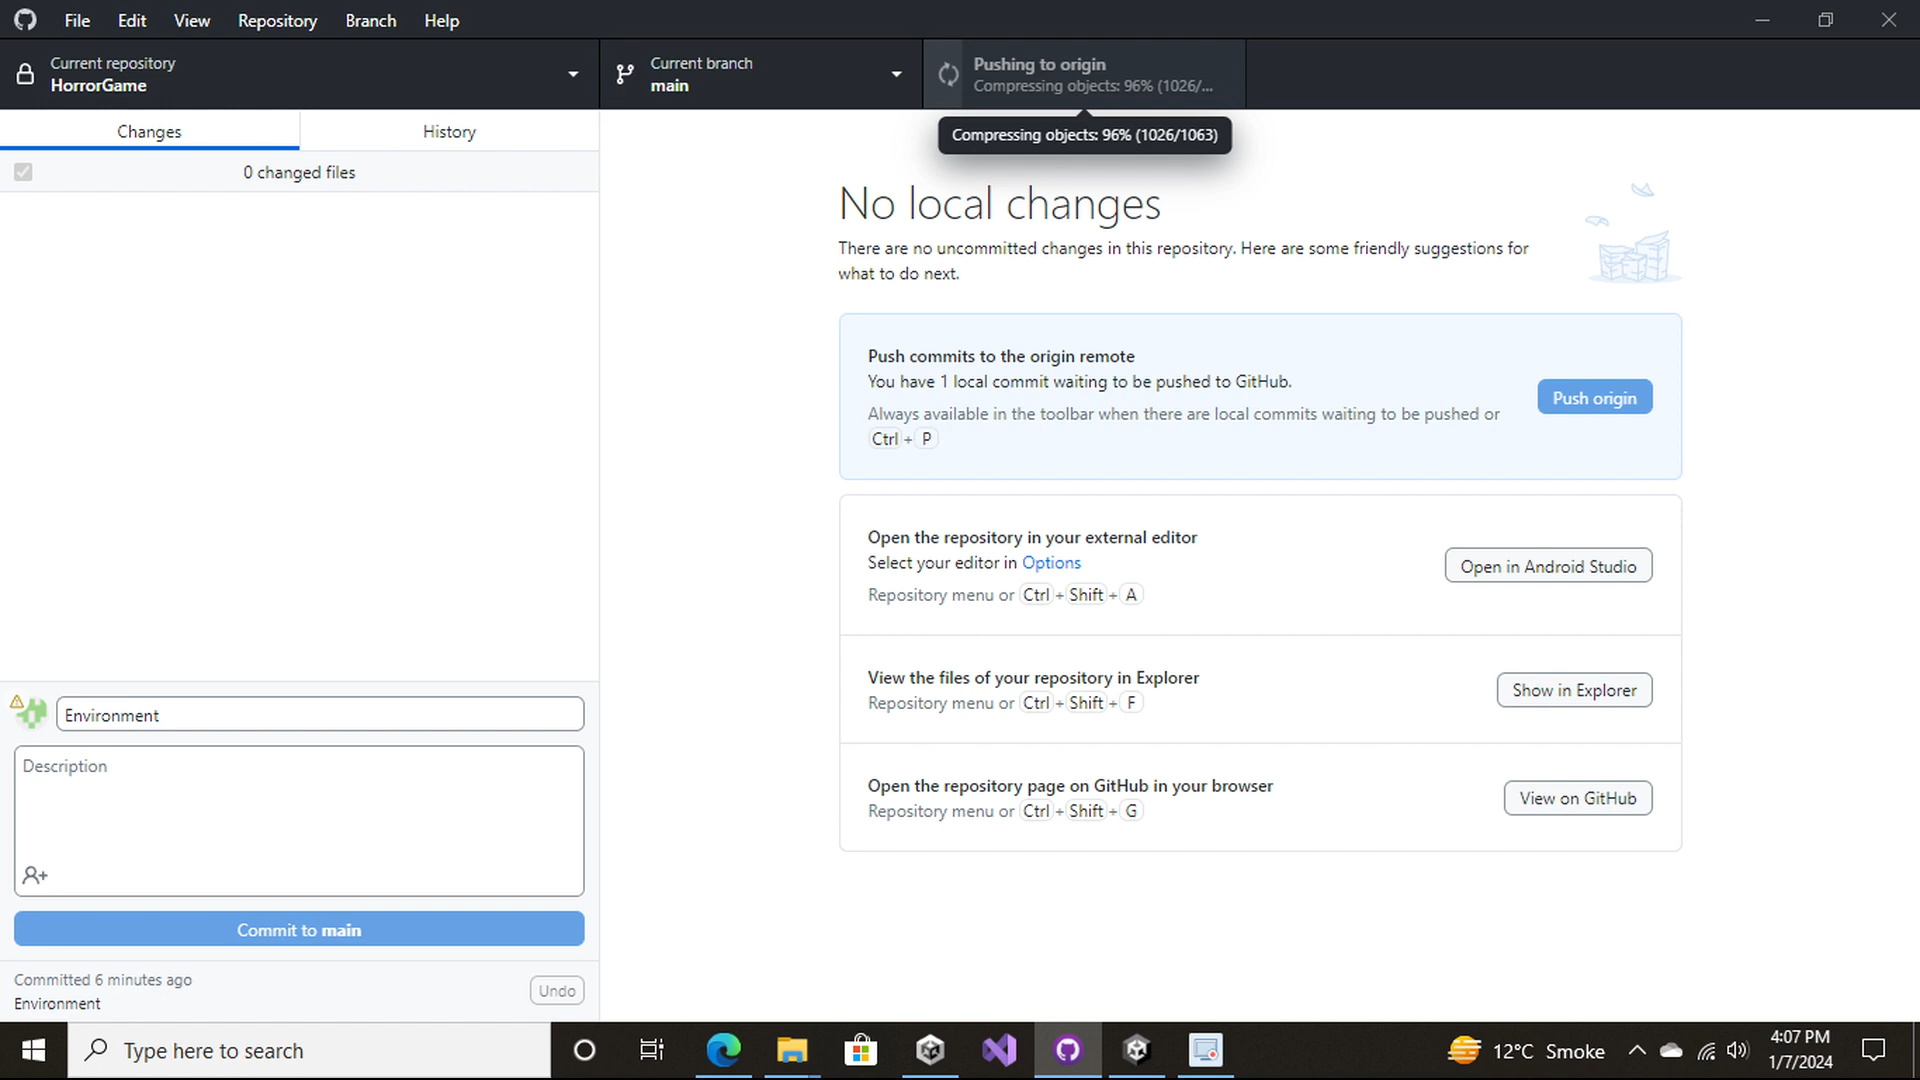 File Edit View Repository Branch Help
Current repository
HorrorGame
Current branch
main
Pushing to origin
Compressing objects: 96% (1026/...
Compressing objects: 96% (1026/1063)
Changes
History
0 changed files
No local changes
There are no uncommitted changes in this repository. Here are some friendly suggestions for
what to do next.
Push commits to the origin remote
You have 1 local commit waiting to be pushed to GitHub.
Always available in the toolbar when there are local commits waiting to be pushed or
Ctrl + P
Push origin
Open the repository in your external editor
Select your editor in Options
Repository menu or Ctrl + Shift + A
Open in Android Studio
View the files of your repository in Explorer
Repository menu or Ctrl + Shift + F
Show in Explorer
Open the repository page on GitHub in your browser
Repository menu or Ctrl + Shift + G
View on GitHub
Environment
Description
Commit to main
Committed 6 minutes ago
Environment
Undo
Type here to search
12°C Smoke
4:07 PM
1/7/2024